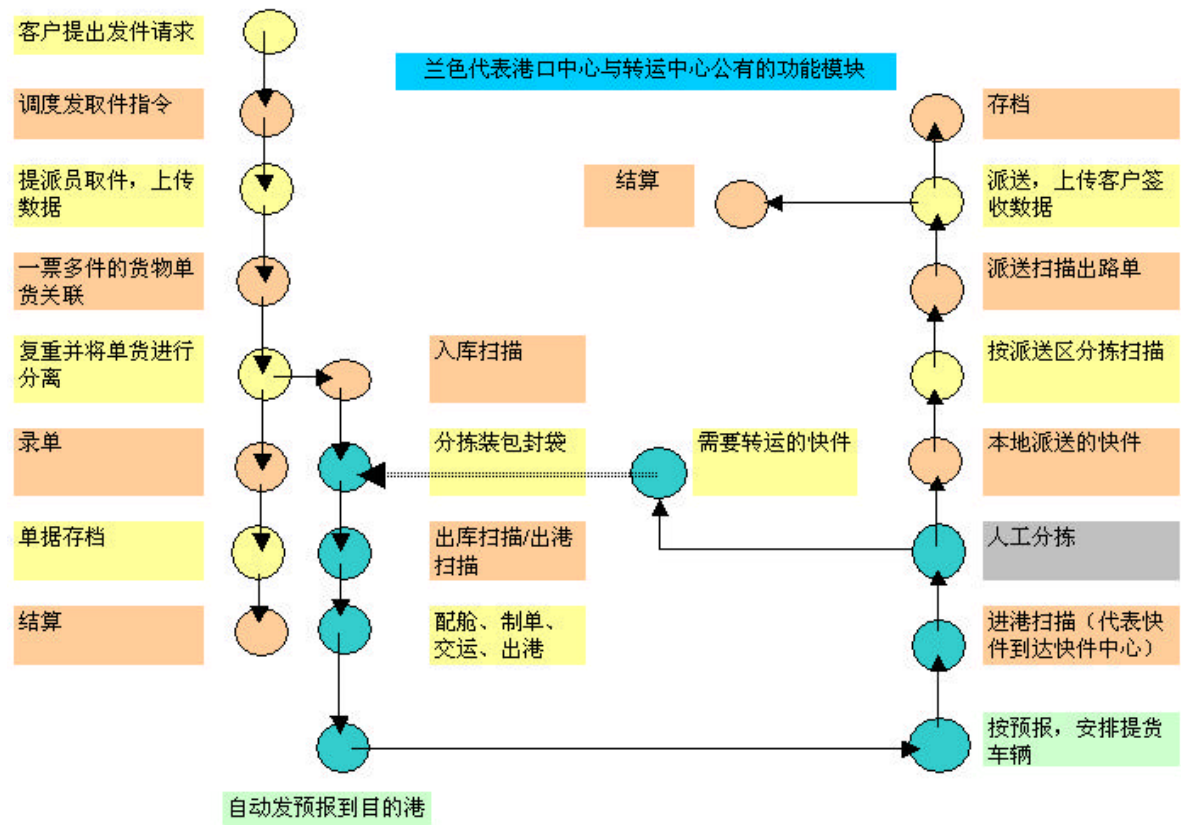 客户提出发件请求
兰色代表港口中心与转运中心公有的功能模块
调度发取件指令
存档
提派员取件，上传
数据
结算
派送，上传客户签
收数据
一票多件的货物单
货关联
派送扫描出路单
复重并将单货进行
分离
入库扫描
按派送区分拣扫描
录单
分拣装包封袋
需要转运的快件
本地派送的快件
单据存档
出库扫描/出港
扫描
人工分拣
结算
配舱、制单、
交运、出港
进港扫描（代表快
件到达快件中心）
按预报，安排提货
车辆
自动发预报到目的港